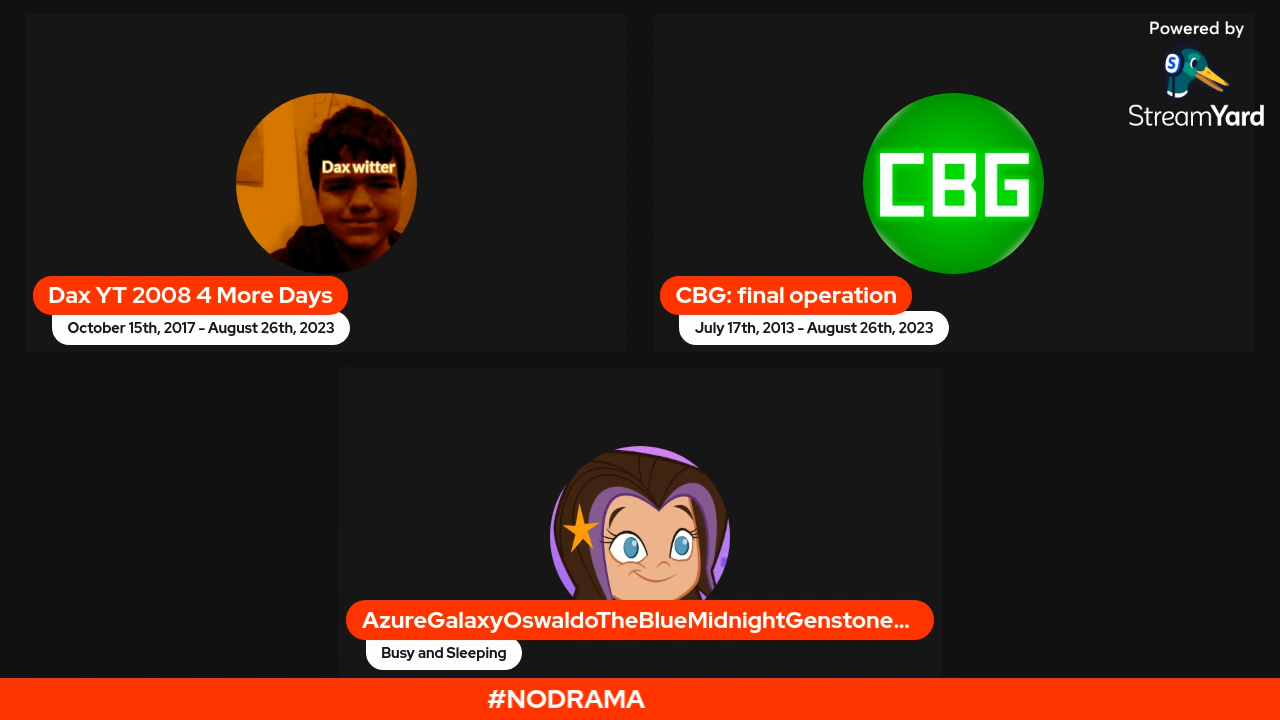 Powered by
S
StreamYard
PA
Dax witter
CBG
Dax YT 2008 4 More Days
October 15th, 2017 - August 26th, 2023
CBG: final operation
July 17th, 2013 - August 26th, 2023
AzureGalaxyOswaldoTheBlueMidnightGenstone...
Busy and Sleeping
#NODRAMA